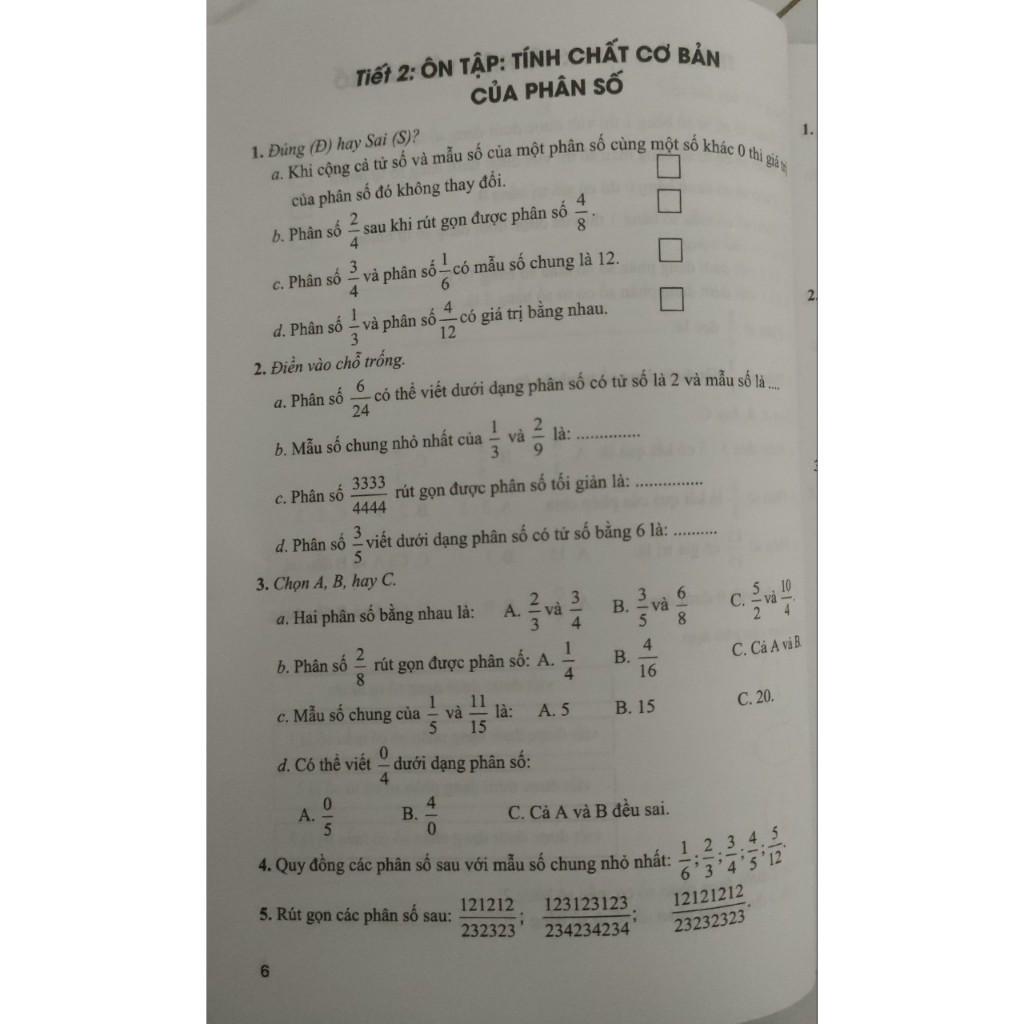 Tiết 2: ÔN TẬP: TÍNH CHẤT CƠ BẢN
CỦA PHÂN SỐ
1. Đúng (Đ) hay Sai (S)?
a. Khi cộng cả tử số và mẫu số của một phân số cùng một số khác 0 thì giá trị
của phân số đó không thay đổi.
b. Phân số 2/4 sau khi rút gọn được phân số 4/8.
c. Phân số 3/4 và phân số 1/6 có mẫu số chung là 12.
d. Phân số 1/3 và phân số 4/12 có giá trị bằng nhau.
2. Điền vào chỗ trống.
a. Phân số 6/24 có thể viết dưới dạng phân số có tử số là 2 và mẫu số là ....
b. Mẫu số chung nhỏ nhất của 1/3 và 2/9 là: ..............
c. Phân số 3333/4444 rút gọn được phân số tối giản là: ...............
d. Phân số 3/5 viết dưới dạng phân số có tử số bằng 6 là: ..........
3. Chọn A, B, hay C.
a. Hai phân số bằng nhau là: A. 2/3 và 3/4 B. 3/5 và 6/8 C. 5/2 và 10/4.
b. Phân số 2/8 rút gọn được phân số: A. 1/4 B. 4/16 C. Cả A và B.
c. Mẫu số chung của 1/5 và 11/15 là: A. 5 B. 15 C. 20.
d. Có thể viết 0/4 dưới dạng phân số:
A. 0/5 B. 4/0 C. Cả A và B đều sai.
4. Quy đồng các phân số sau với mẫu số chung nhỏ nhất: 1/6; 2/3; 3/4; 4/5; 5/12.
5. Rút gọn các phân số sau: 121212/232323; 123123123/234234234; 12121212/23232323.
6
1.
2.